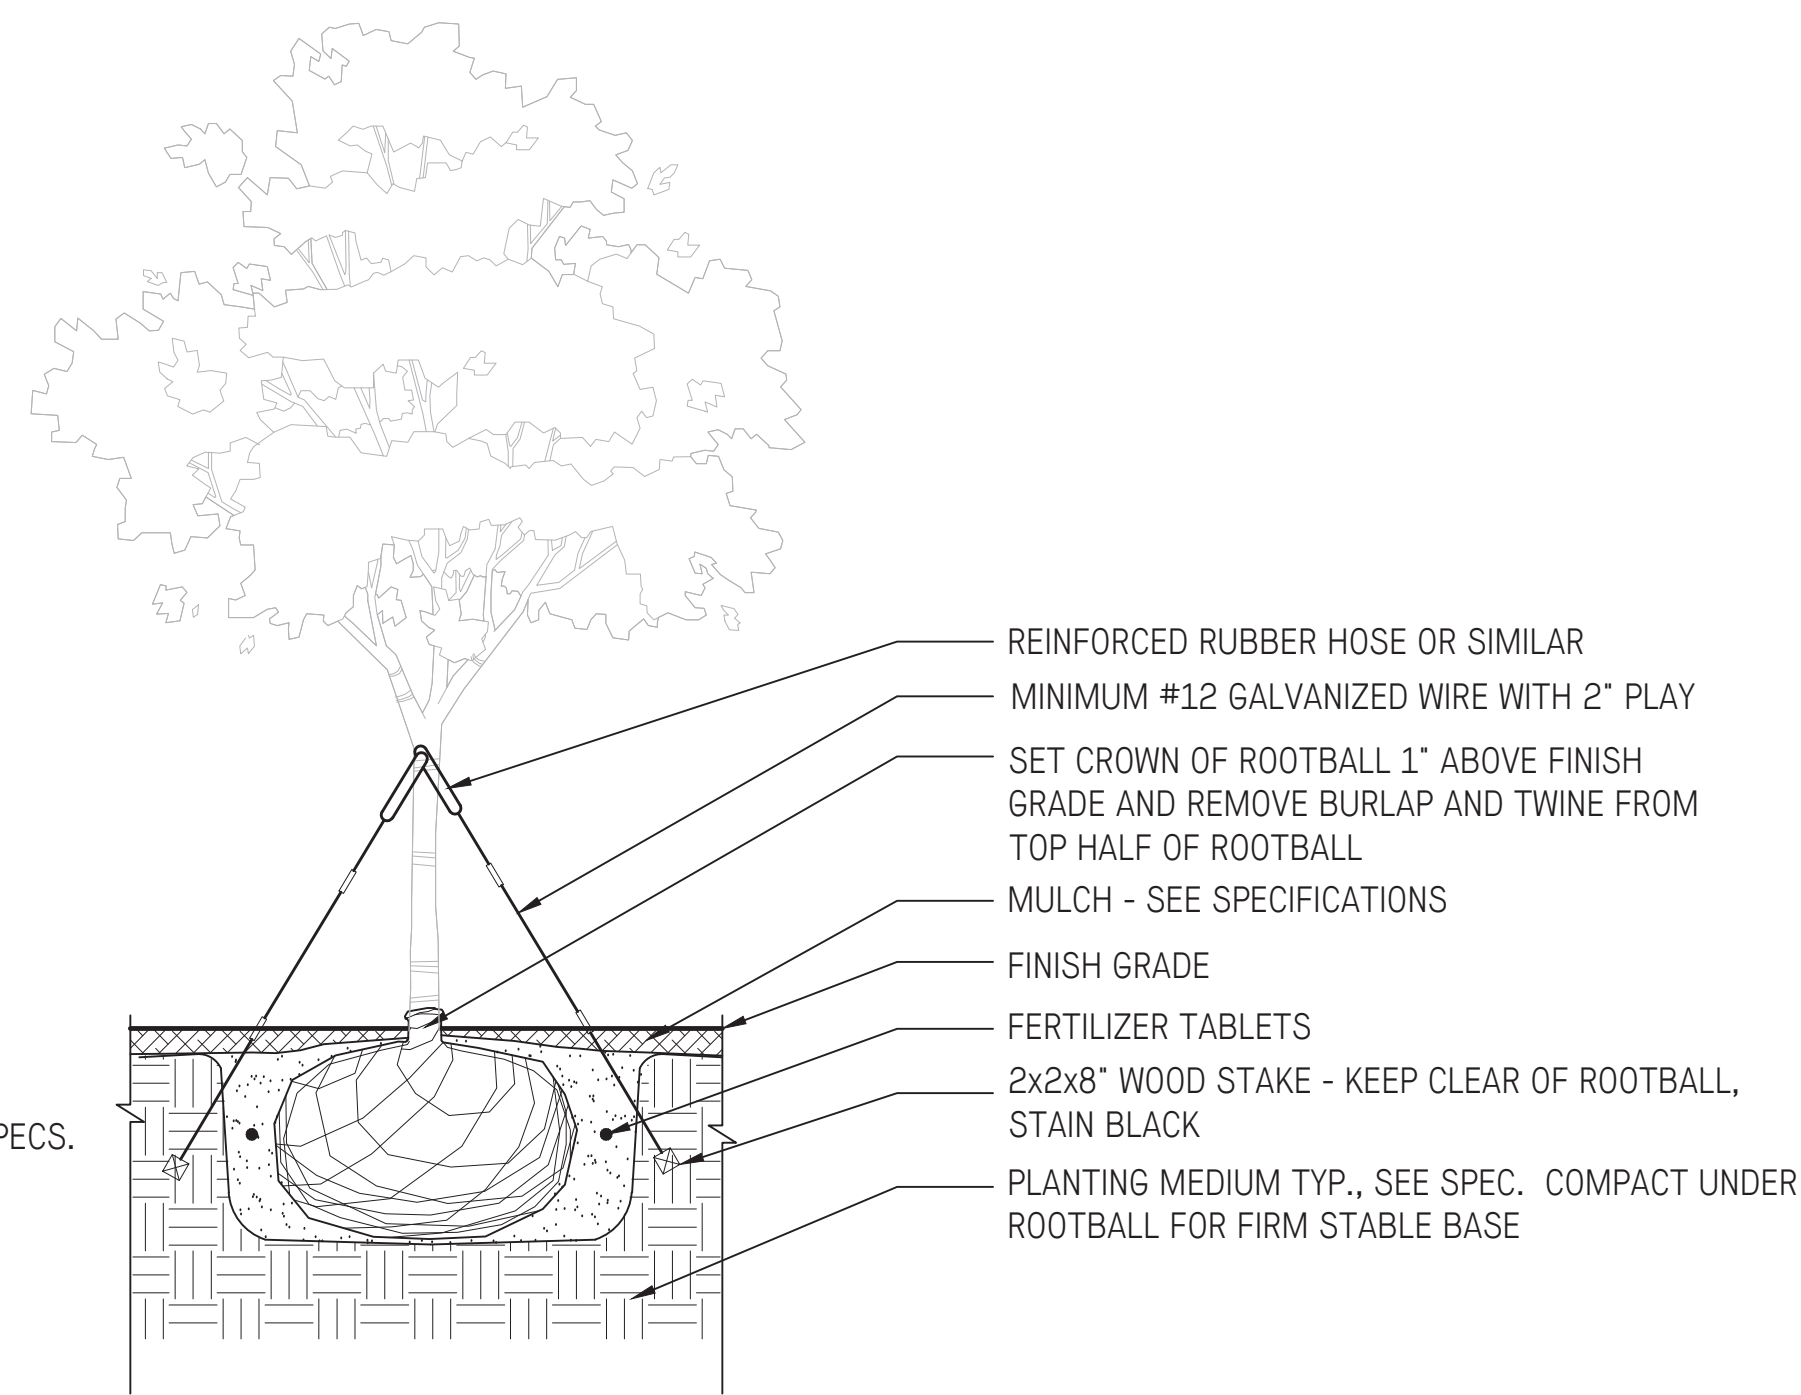 REINFORCED RUBBER HOSE OR SIMILAR
MINIMUM #12 GALVANIZED WIRE WITH 2" PLAY
SET CROWN OF ROOTBALL 1" ABOVE FINISH
GRADE AND REMOVE BURLAP AND TWINE FROM
TOP HALF OF ROOTBALL
MULCH - SEE SPECIFICATIONS
FINISH GRADE
FERTILIZER TABLETS
2x2x8" WOOD STAKE - KEEP CLEAR OF ROOTBALL,
STAIN BLACK
PECS.
PLANTING MEDIUM TYP., SEE SPEC. COMPACT UNDER
ROOTBALL FOR FIRM STABLE BASE